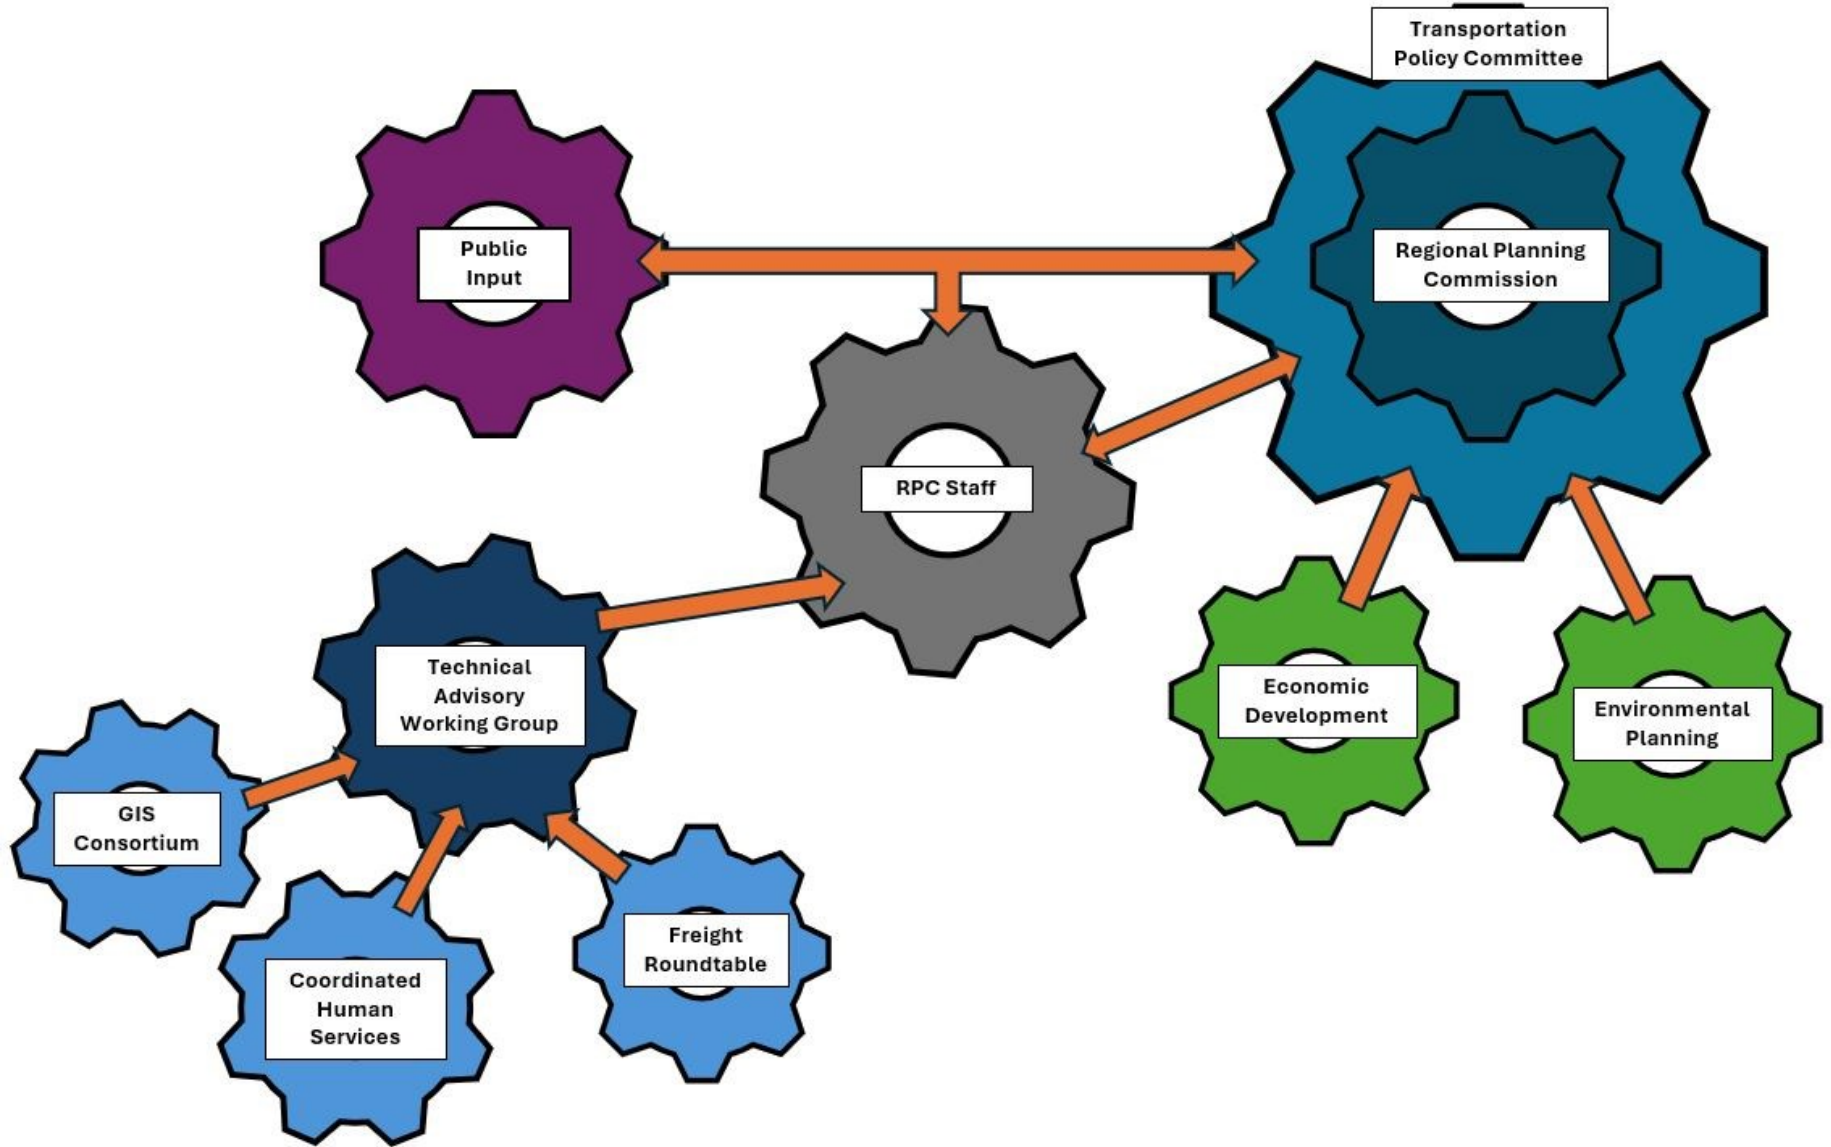 Transportation
Policy Committee
Public
Input
Regional Planning
Commission
RPC Staff
Technical
Advisory
Working Group
Economic
Development
Environmental
Planning
GIS
Consortium
Freight
Roundtable
Coordinated
Human
Services